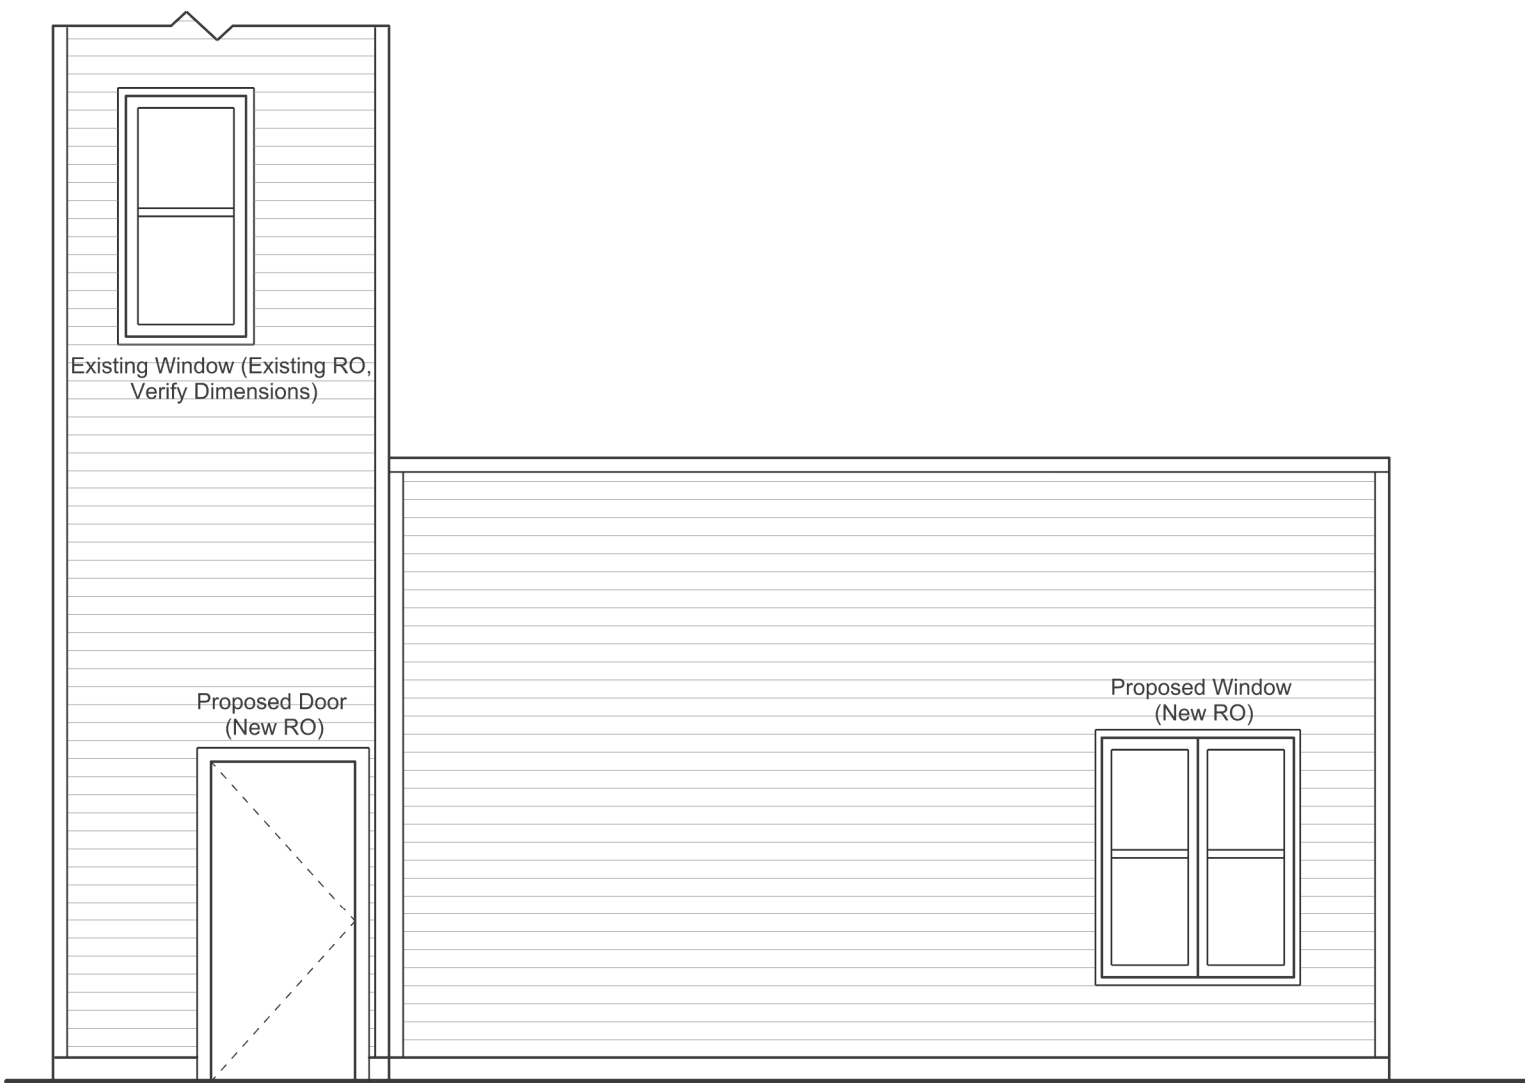 Existing Window (Existing RO,
Verify Dimensions)
Proposed Door
(New RO)
Proposed Window
(New RO)